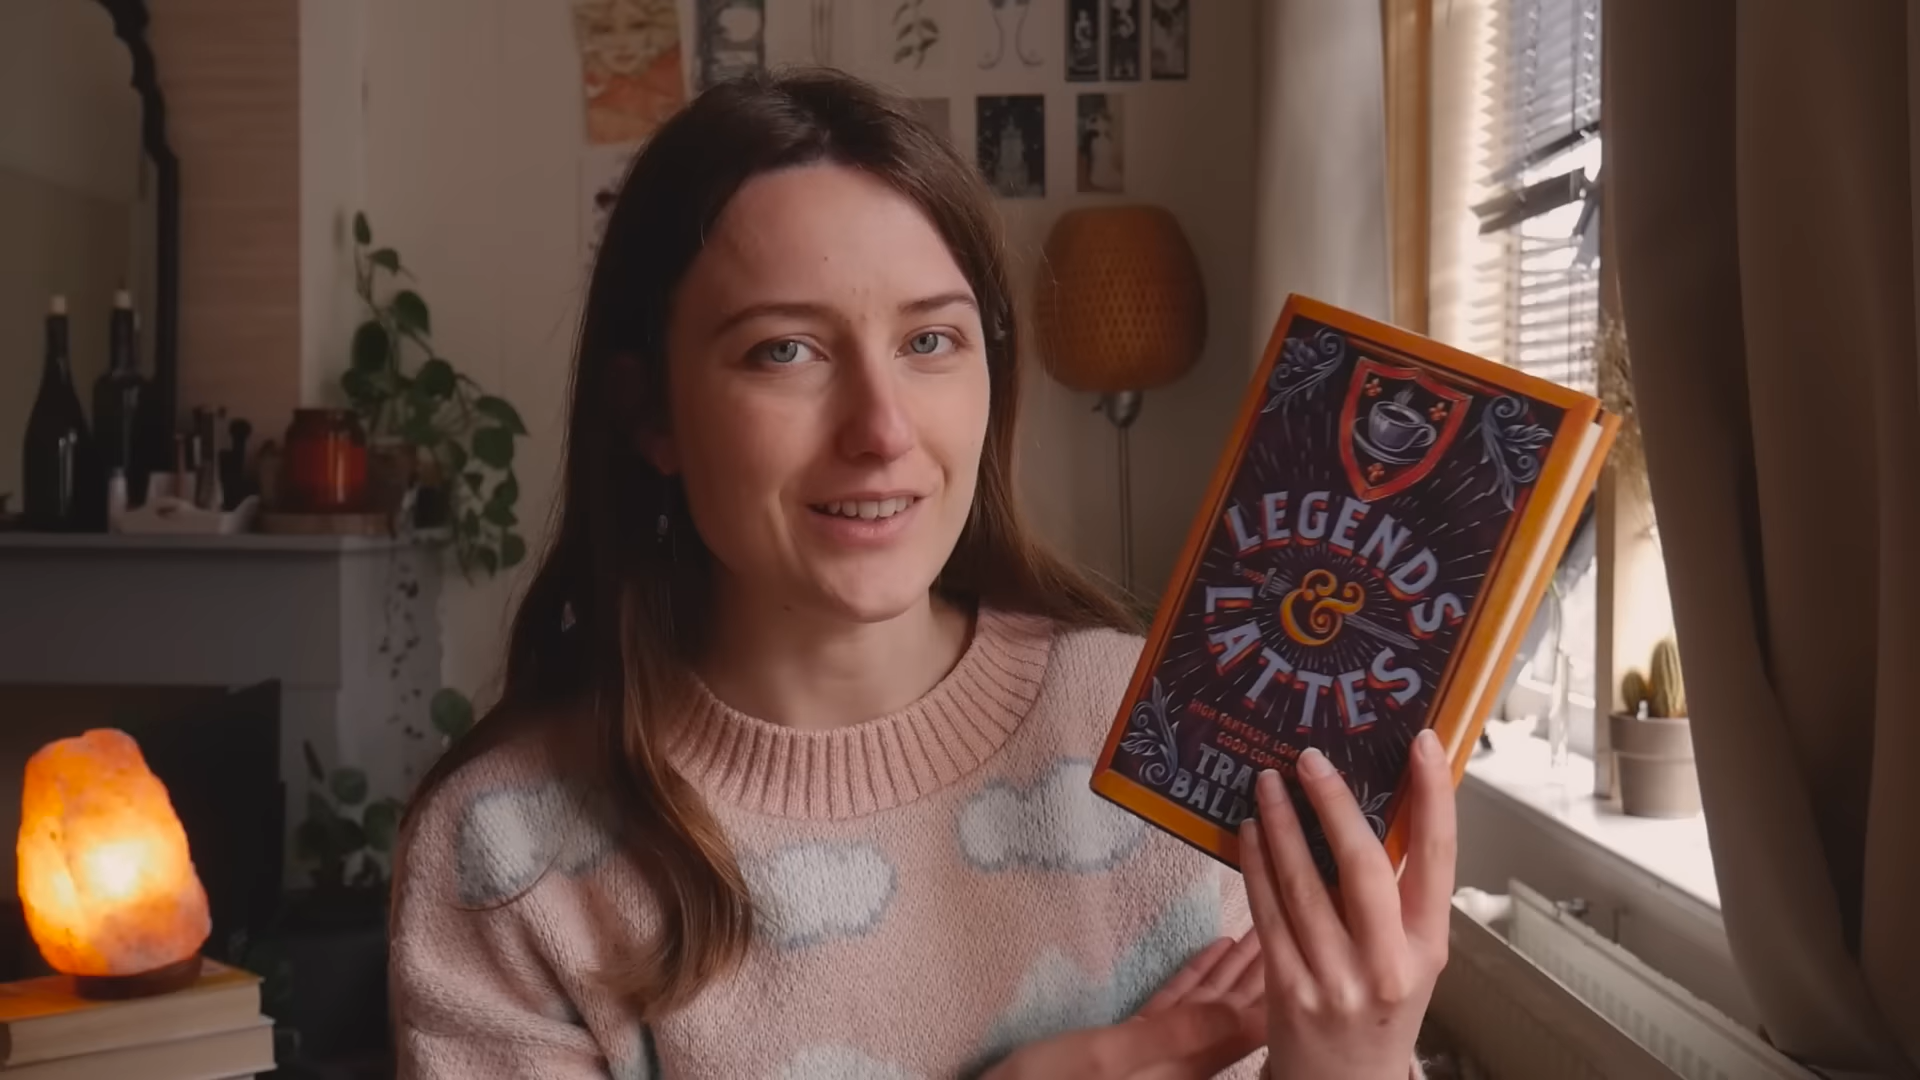 LEGENDS
&
LATTES
HIGH FANTASY, LOW
GOOD COMP
TRA
BALD